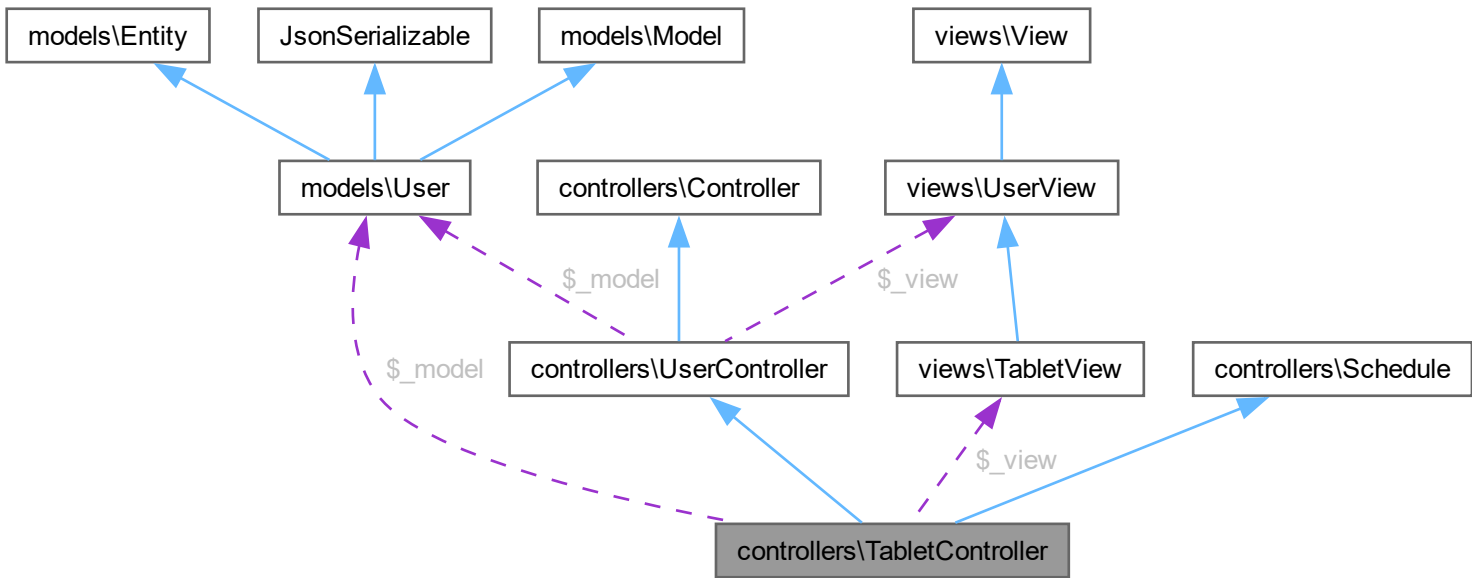 models\Entity
JsonSerializable
models\Model
views\View
models\User
controllers\Controller
views\UserView
$_model
$_view
controllers\UserController
views\TabletView
controllers\Schedule
$_model
$_view
controllers\TabletController